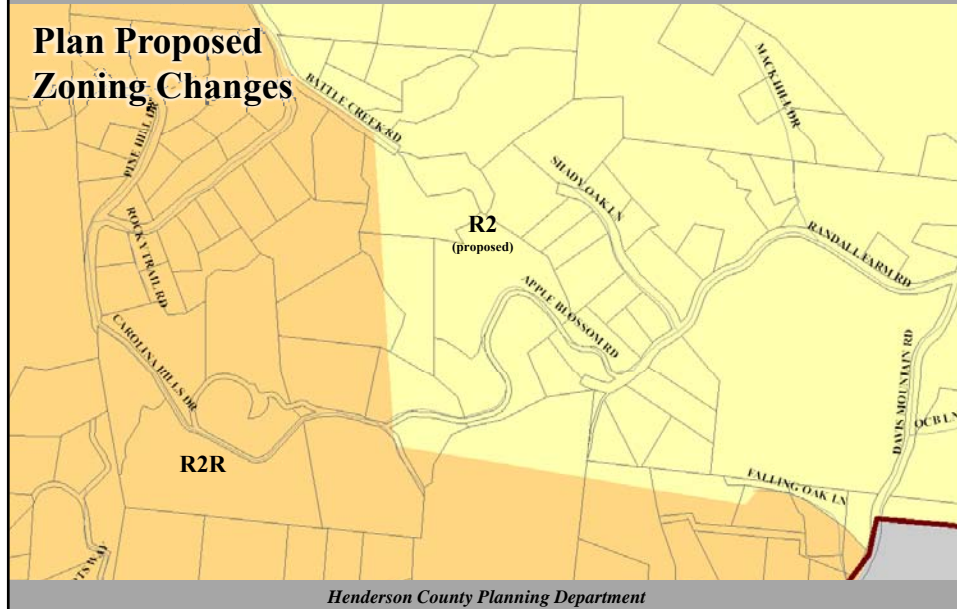 Plan Proposed
Zoning Changes
BATTLE CREEK RD
MACK HILL DR
PINE HILL DR
SHADY OAK LN
ROCKY TRAIL RD
R2
(proposed)
RANDALL FARM RD
APPLE BLOSSOM RD
CAROLINA HILLS DR
DAVIS MOUNTAIN RD
OCB LN
R2R
FALLING OAK LN
WAY
Henderson County Planning Department